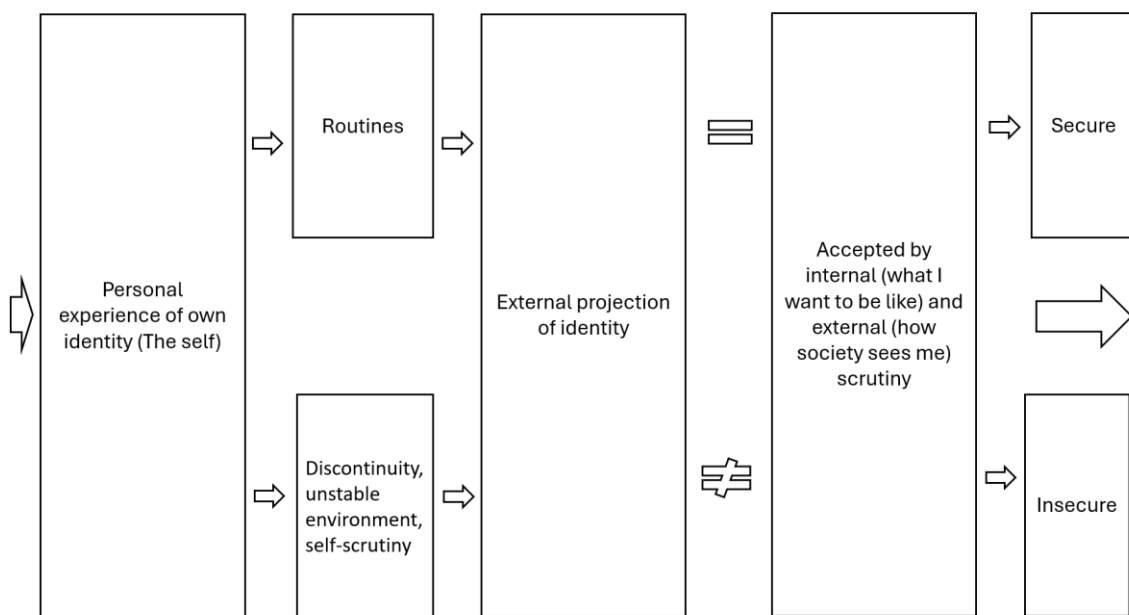 Personal
experience of own
identity (The self)
Routines
Discontinuity,
unstable
environment,
self-scrutiny
External projection
of identity
=
≠
Accepted by
internal (what I
want to be like) and
external (how
society sees me)
scrutiny
Secure
Insecure